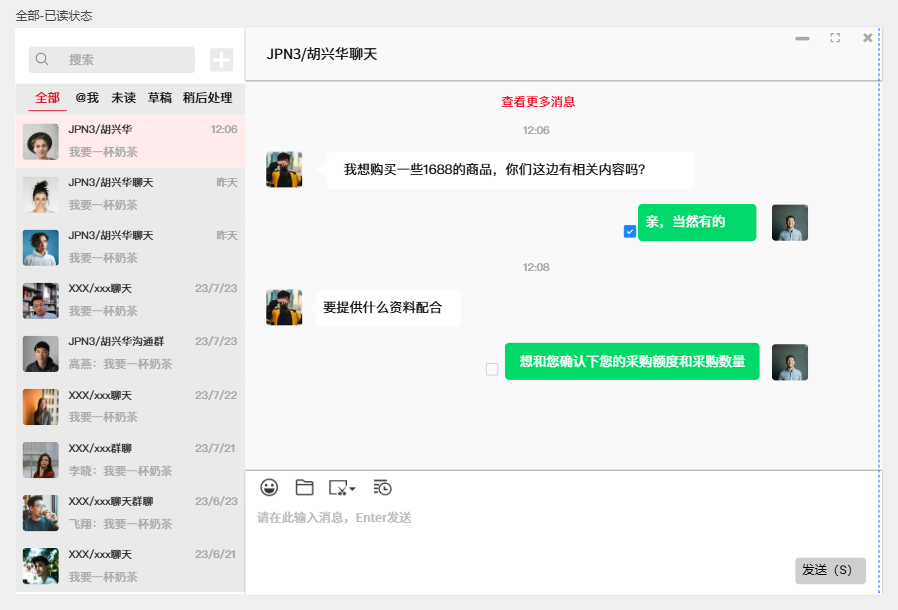 全部-已读状态
搜索
全部 @我 未读 草稿 稍后处理
JPN3/胡兴华 12:06
我要一杯奶茶
JPN3/胡兴华聊天 昨天
我要一杯奶茶
JPN3/胡兴华聊天 昨天
我要一杯奶茶
XXX/xxx聊天 23/7/23
我要一杯奶茶
JPN3/胡兴华沟通群 23/7/23
高燕：我要一杯奶茶
XXX/xxx聊天 23/7/22
我要一杯奶茶
XXX/xxx群聊 23/7/21
李晓：我要一杯奶茶
XXX/xxx聊天群聊 23/6/23
飞翔：我要一杯奶茶
XXX/xxx聊天 23/6/21
我要一杯奶茶
JPN3/胡兴华聊天
查看更多消息
12:06
我想购买一些1688的商品，你们这边有相关内容吗?
亲，当然有的
12:08
要提供什么资料配合
想和您确认下您的采购额度和采购数量
请在此输入消息，Enter发送
发送（S）